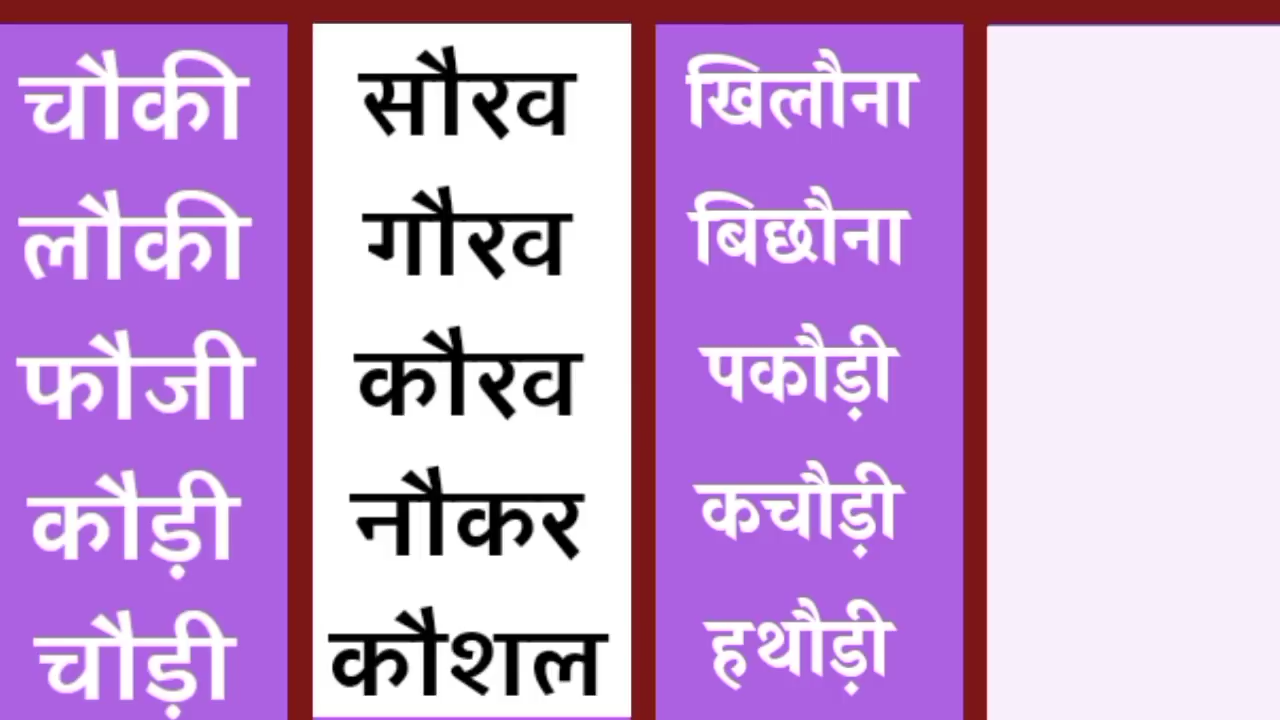 चौकी
लौकी
फौजी
कौड़ी
चौड़ी
सौरव
गौरव
कौरव
नौकर
कौशल
खिलौना
बिछौना
पकौड़ी
कचौड़ी
हथौड़ी